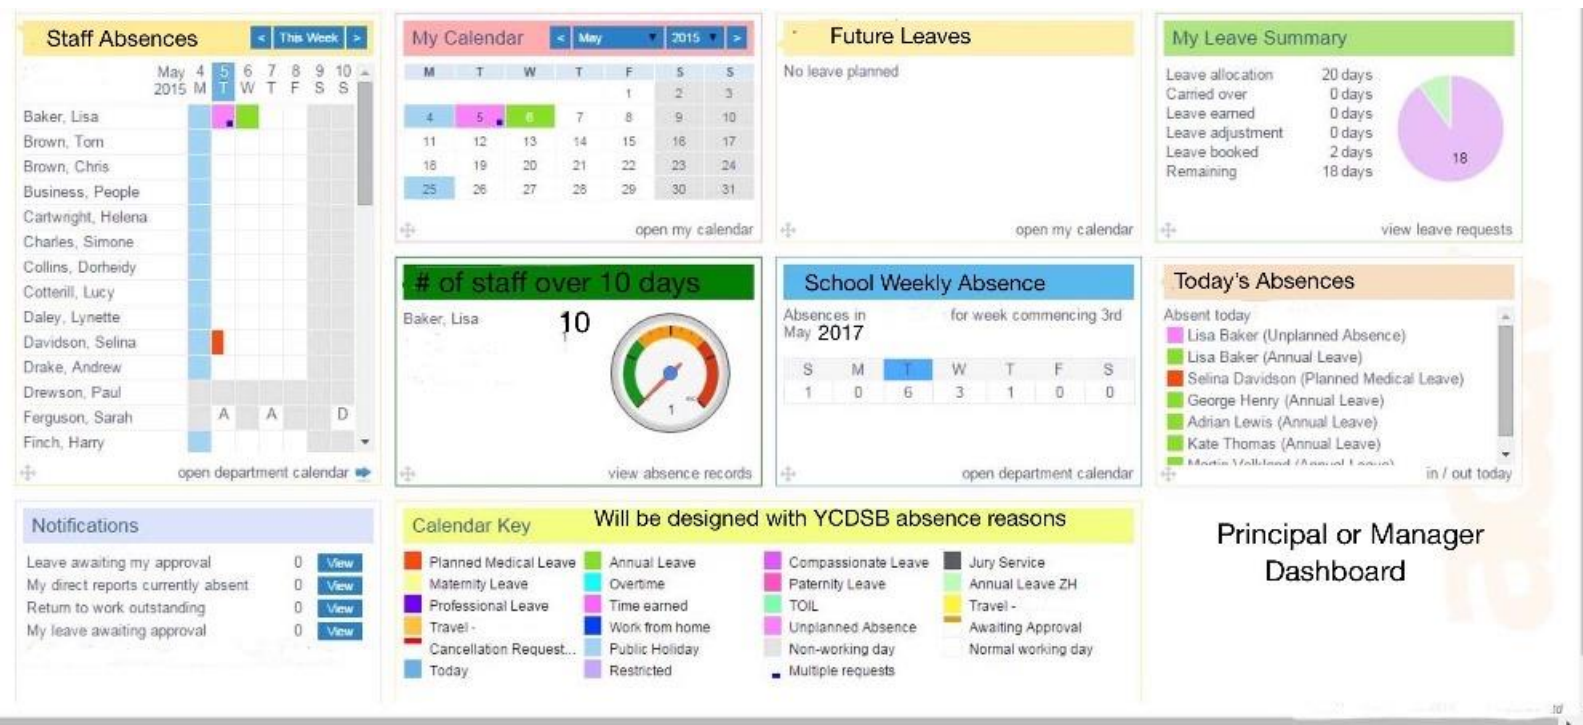 Staff Absences < This Week >
May 4 5 6 7 8 9 10
2015 M T W T F S S
Baker, Lisa
Brown, Tom
Brown, Chris
Business, People
Cartwright, Helena
Charles, Simone
Collins, Dorheidy
Cotterill, Lucy
Daley, Lynette
Davidson, Selina
Drake, Andrew
Drewson, Paul
Ferguson, Sarah A A D
Finch, Harry
open department calendar
My Calendar < May 2015 >
M T W T F S S
1 2 3
4 5 6 7 8 9 10
11 12 13 14 15 16 17
18 19 20 21 22 23 24
25 26 27 28 29 30 31
open my calendar
Future Leaves
No leave planned
open my calendar
My Leave Summary
Leave allocation 20 days
Carried over 0 days
Leave earned 0 days
Leave adjustment 0 days
Leave booked 2 days
Remaining 18 days
18
view leave requests
# of staff over 10 days
Baker, Lisa 10
1
view absence records
School Weekly Absence
Absences in for week commencing 3rd
May 2017
S M T W T F S
1 0 6 3 1 0 0
open department calendar
Today's Absences
Absent today
Lisa Baker (Unplanned Absence)
Lisa Baker (Annual Leave)
Selina Davidson (Planned Medical Leave)
George Henry (Annual Leave)
Adrian Lewis (Annual Leave)
Kate Thomas (Annual Leave)
in / out today
Notifications
Leave awaiting my approval 0 View
My direct reports currently absent 0 View
Return to work outstanding 0 View
My leave awaiting approval 0 View
Calendar Key Will be designed with YCDSB absence reasons
Planned Medical Leave Annual Leave Compassionate Leave Jury Service
Maternity Leave Overtime Paternity Leave Annual Leave ZH
Professional Leave Time earned TOIL Travel -
Travel - Work from home Unplanned Absence Awaiting Approval
Cancellation Request... Public Holiday Non-working day Normal working day
Today Restricted Multiple requests
Principal or Manager
Dashboard